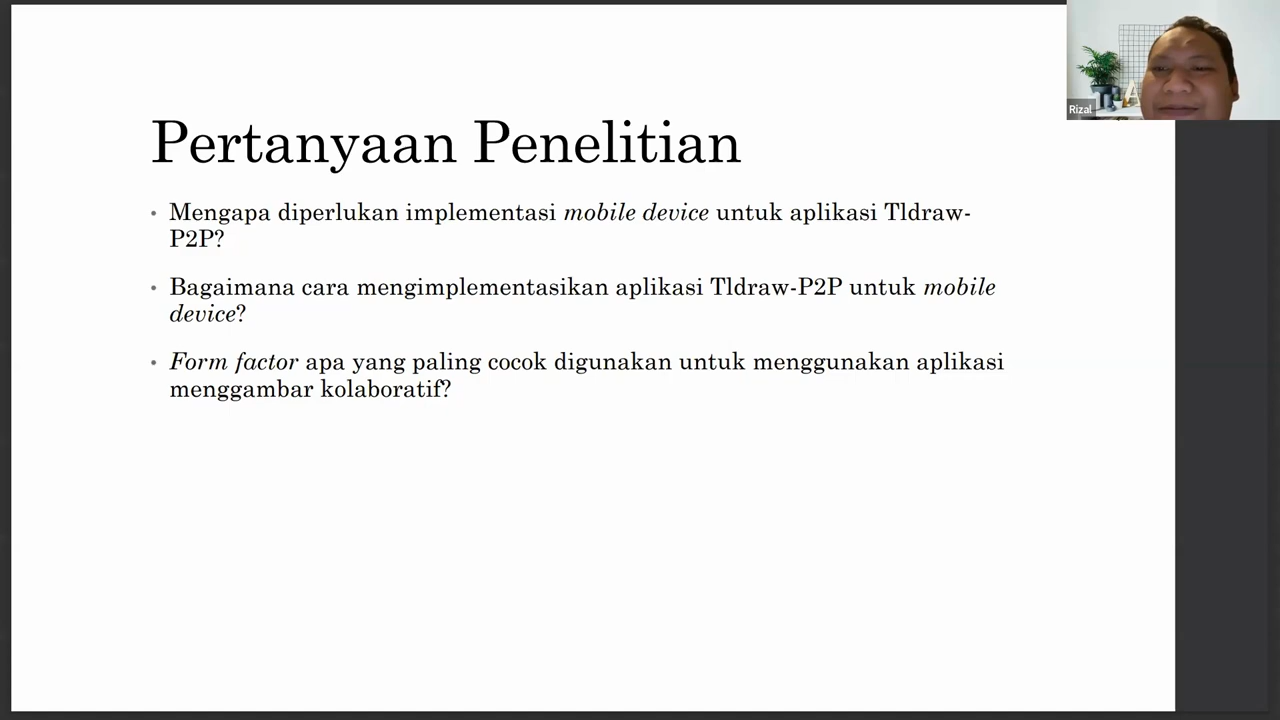 Pertanyaan Penelitian
• Mengapa diperlukan implementasi mobile device untuk aplikasi Tldraw-
P2P?
• Bagaimana cara mengimplementasikan aplikasi Tldraw-P2P untuk mobile
device?
• Form factor apa yang paling cocok digunakan untuk menggunakan aplikasi
menggambar kolaboratif?
A
Rizal